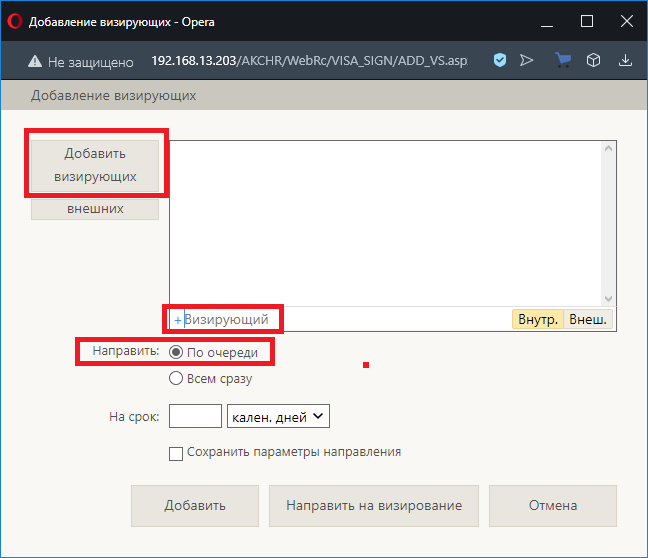 Добавление визирующих - Opera
Не защищено 192.168.13.203/AKCHR/WebRc/VISA_SIGN/ADD_VS.asp
Добавление визирующих
Добавить
визирующих
внешних
+Визирующий Внутр. Внеш.
Направить: По очереди
Всем сразу
На срок: кален. дней
Сохранить параметры направления
Добавить Направить на визирование Отмена